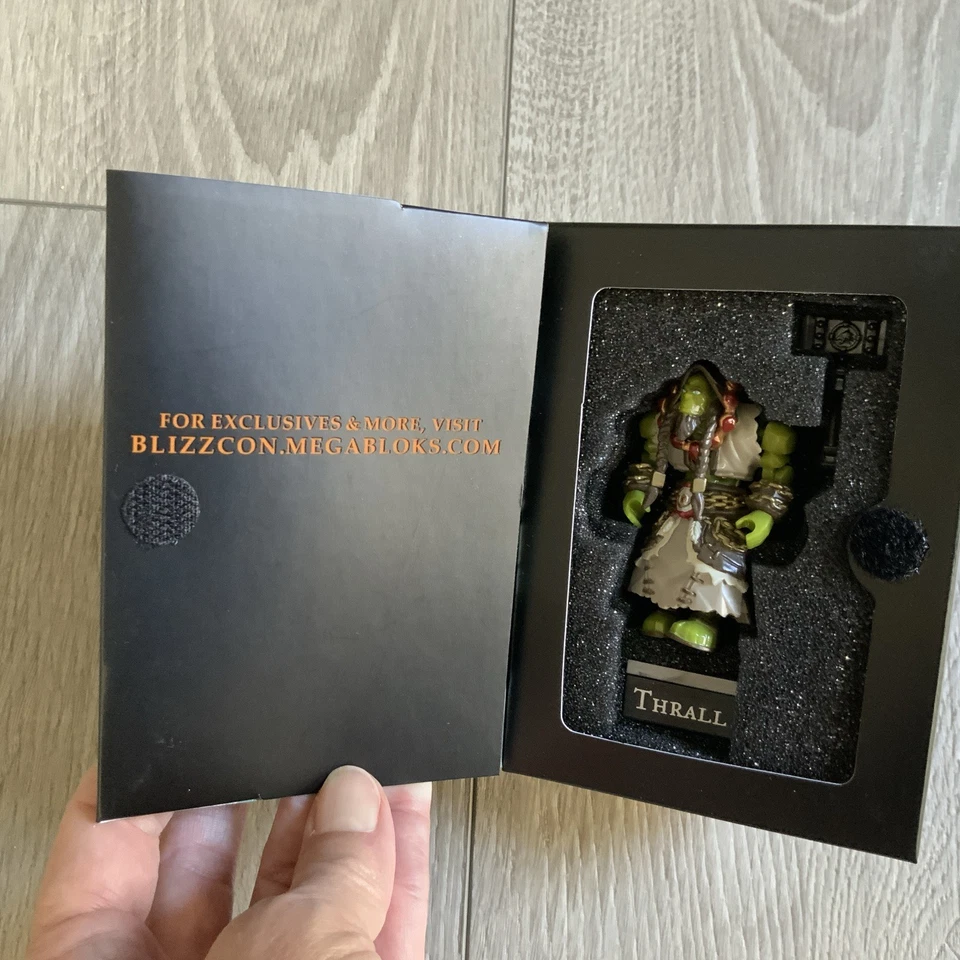 FOR EXCLUSIVES & MORE, VISIT
BLIZZCON.MEGABLOKS.COM
THRALL